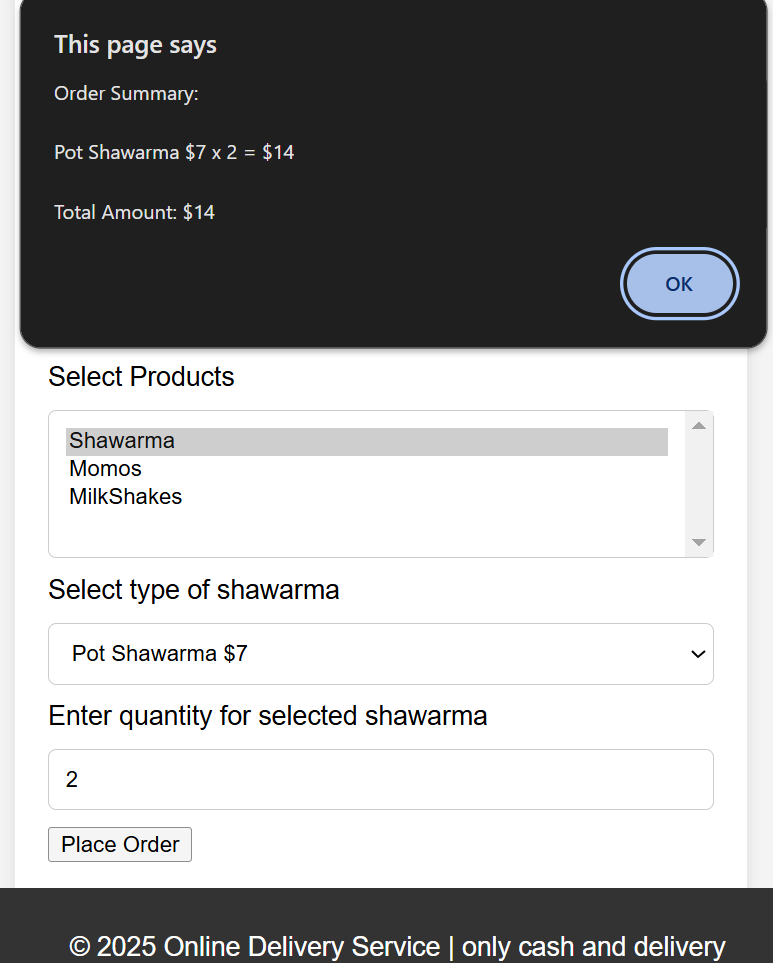 This page says
Order Summary:
Pot Shawarma $7 x 2 = $14
Total Amount: $14
OK
Select Products
Shawarma
Momos
MilkShakes
Select type of shawarma
Pot Shawarma $7
Enter quantity for selected shawarma
2
Place Order
© 2025 Online Delivery Service | only cash and delivery